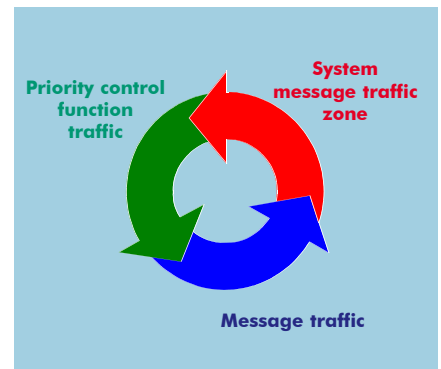 Priority control
function
traffic
System
message traffic
zone
Message traffic